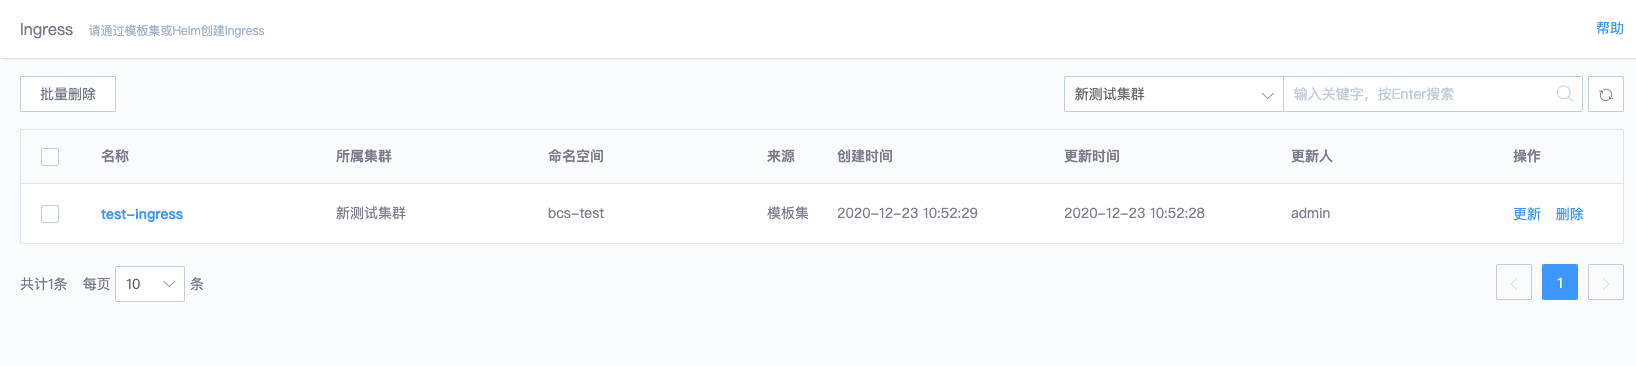 Ingress 请通过模板集或Helm创建Ingress 帮助
批量删除 新测试集群 输入关键字，按Enter搜索
名称 所属集群 命名空间 来源 创建时间 更新时间 更新人 操作
test-ingress 新测试集群 bcs-test 模板集 2020-12-23 10:52:29 2020-12-23 10:52:28 admin 更新 删除
共计1条 每页 10 条 1